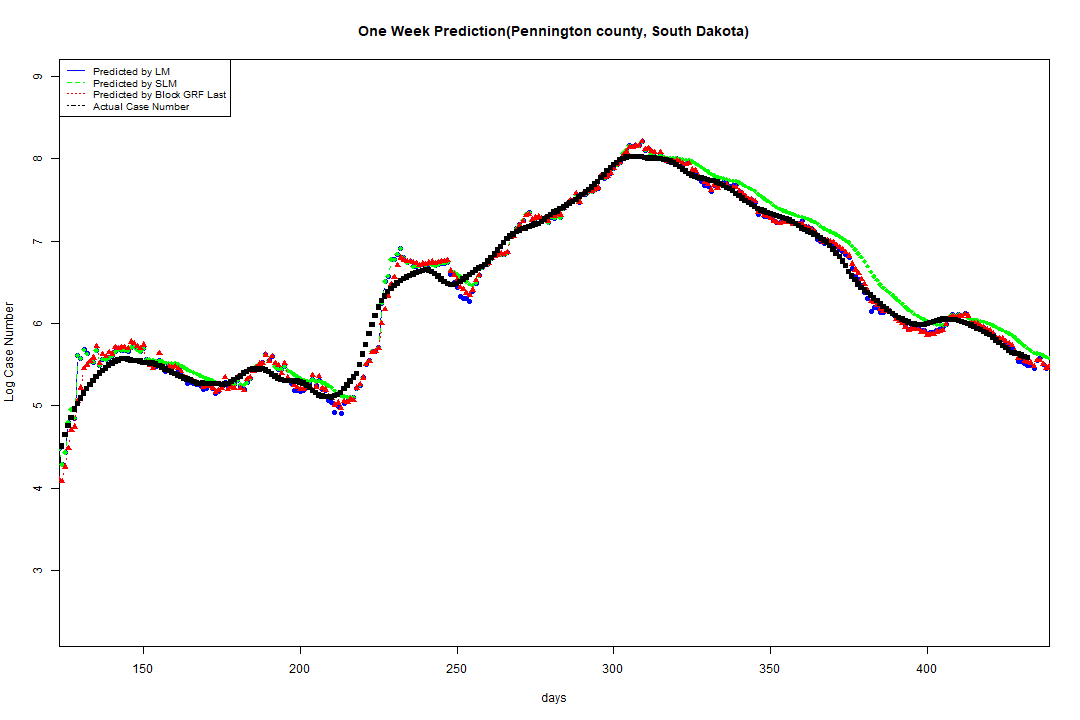 One Week Prediction(Pennington county, South Dakota)
Predicted by LM
Predicted by SLM
Predicted by Block GRF Last
Actual Case Number
9
8
7
6
5
4
3
Log Case Number
150 200 250 300 350 400
days